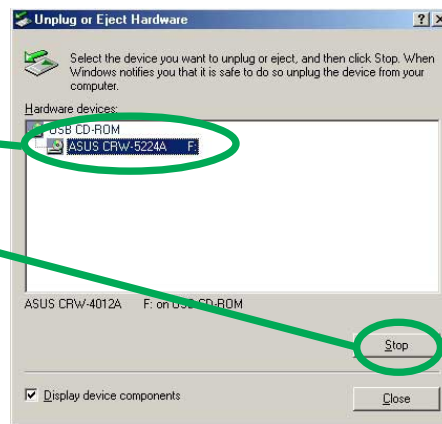 Unplug or Eject Hardware
Select the device you want to unplug or eject, and then click Stop. When
Windows notifies you that it is safe to do so unplug the device from your
computer.
Hardware devices:
USB CD-ROM
ASUS CRW-5224A F:
ASUS CRW-4012A F: on USB CD-ROM
Stop
Display device components
Close